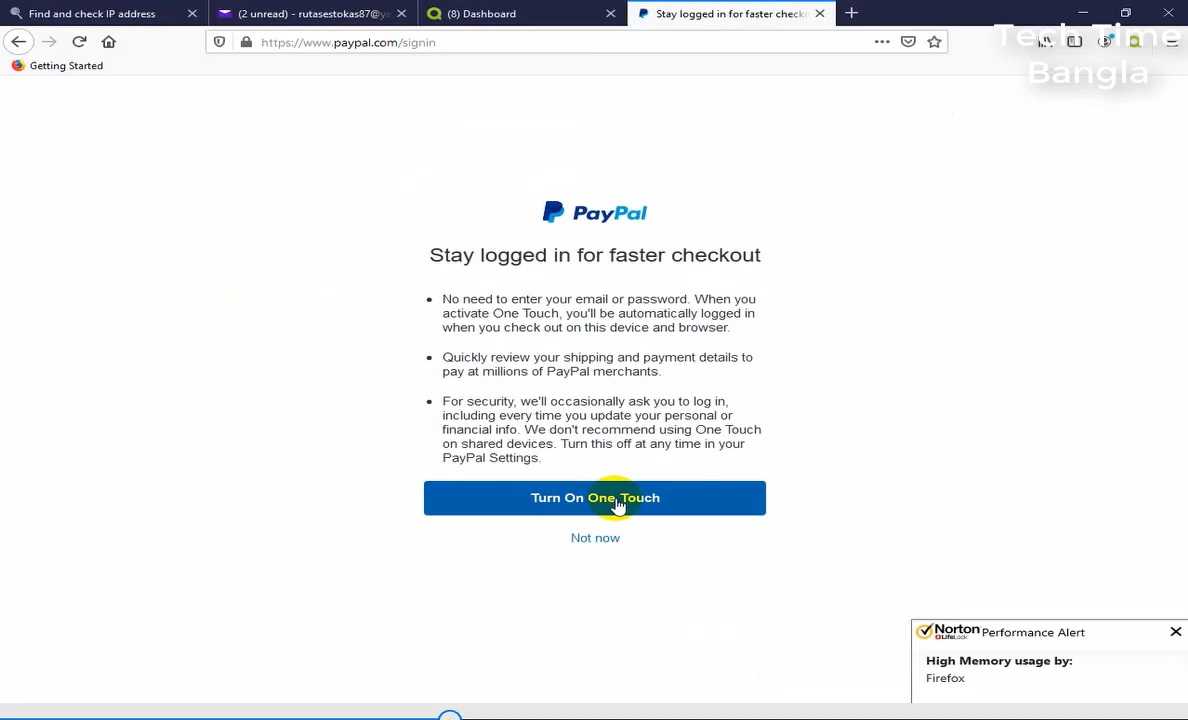 Find and check IP address
(2 unread) - rutasestokas87@y
(8) Dashboard
Stay logged in for faster checko
Tech Time
Bangla
https://www.paypal.com/signin
Getting Started
PayPal
Stay logged in for faster checkout
No need to enter your email or password. When you
activate One Touch, you'll be automatically logged in
when you check out on this device and browser.
Quickly review your shipping and payment details to
pay at millions of PayPal merchants.
For security, we'll occasionally ask you to log in,
including every time you update your personal or
financial info. We don't recommend using One Touch
on shared devices. Turn this off at any time in your
PayPal Settings.
Turn On One Touch
Not now
Norton
LifeLock
Performance Alert
High Memory usage by:
Firefox